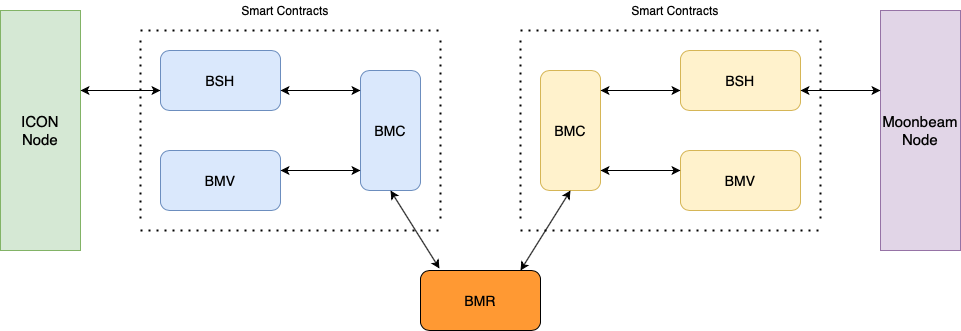 Smart Contracts
Smart Contracts
ICON
Node
BSH
BMV
BMC
BMC
BSH
BMV
Moonbeam
Node
BMR